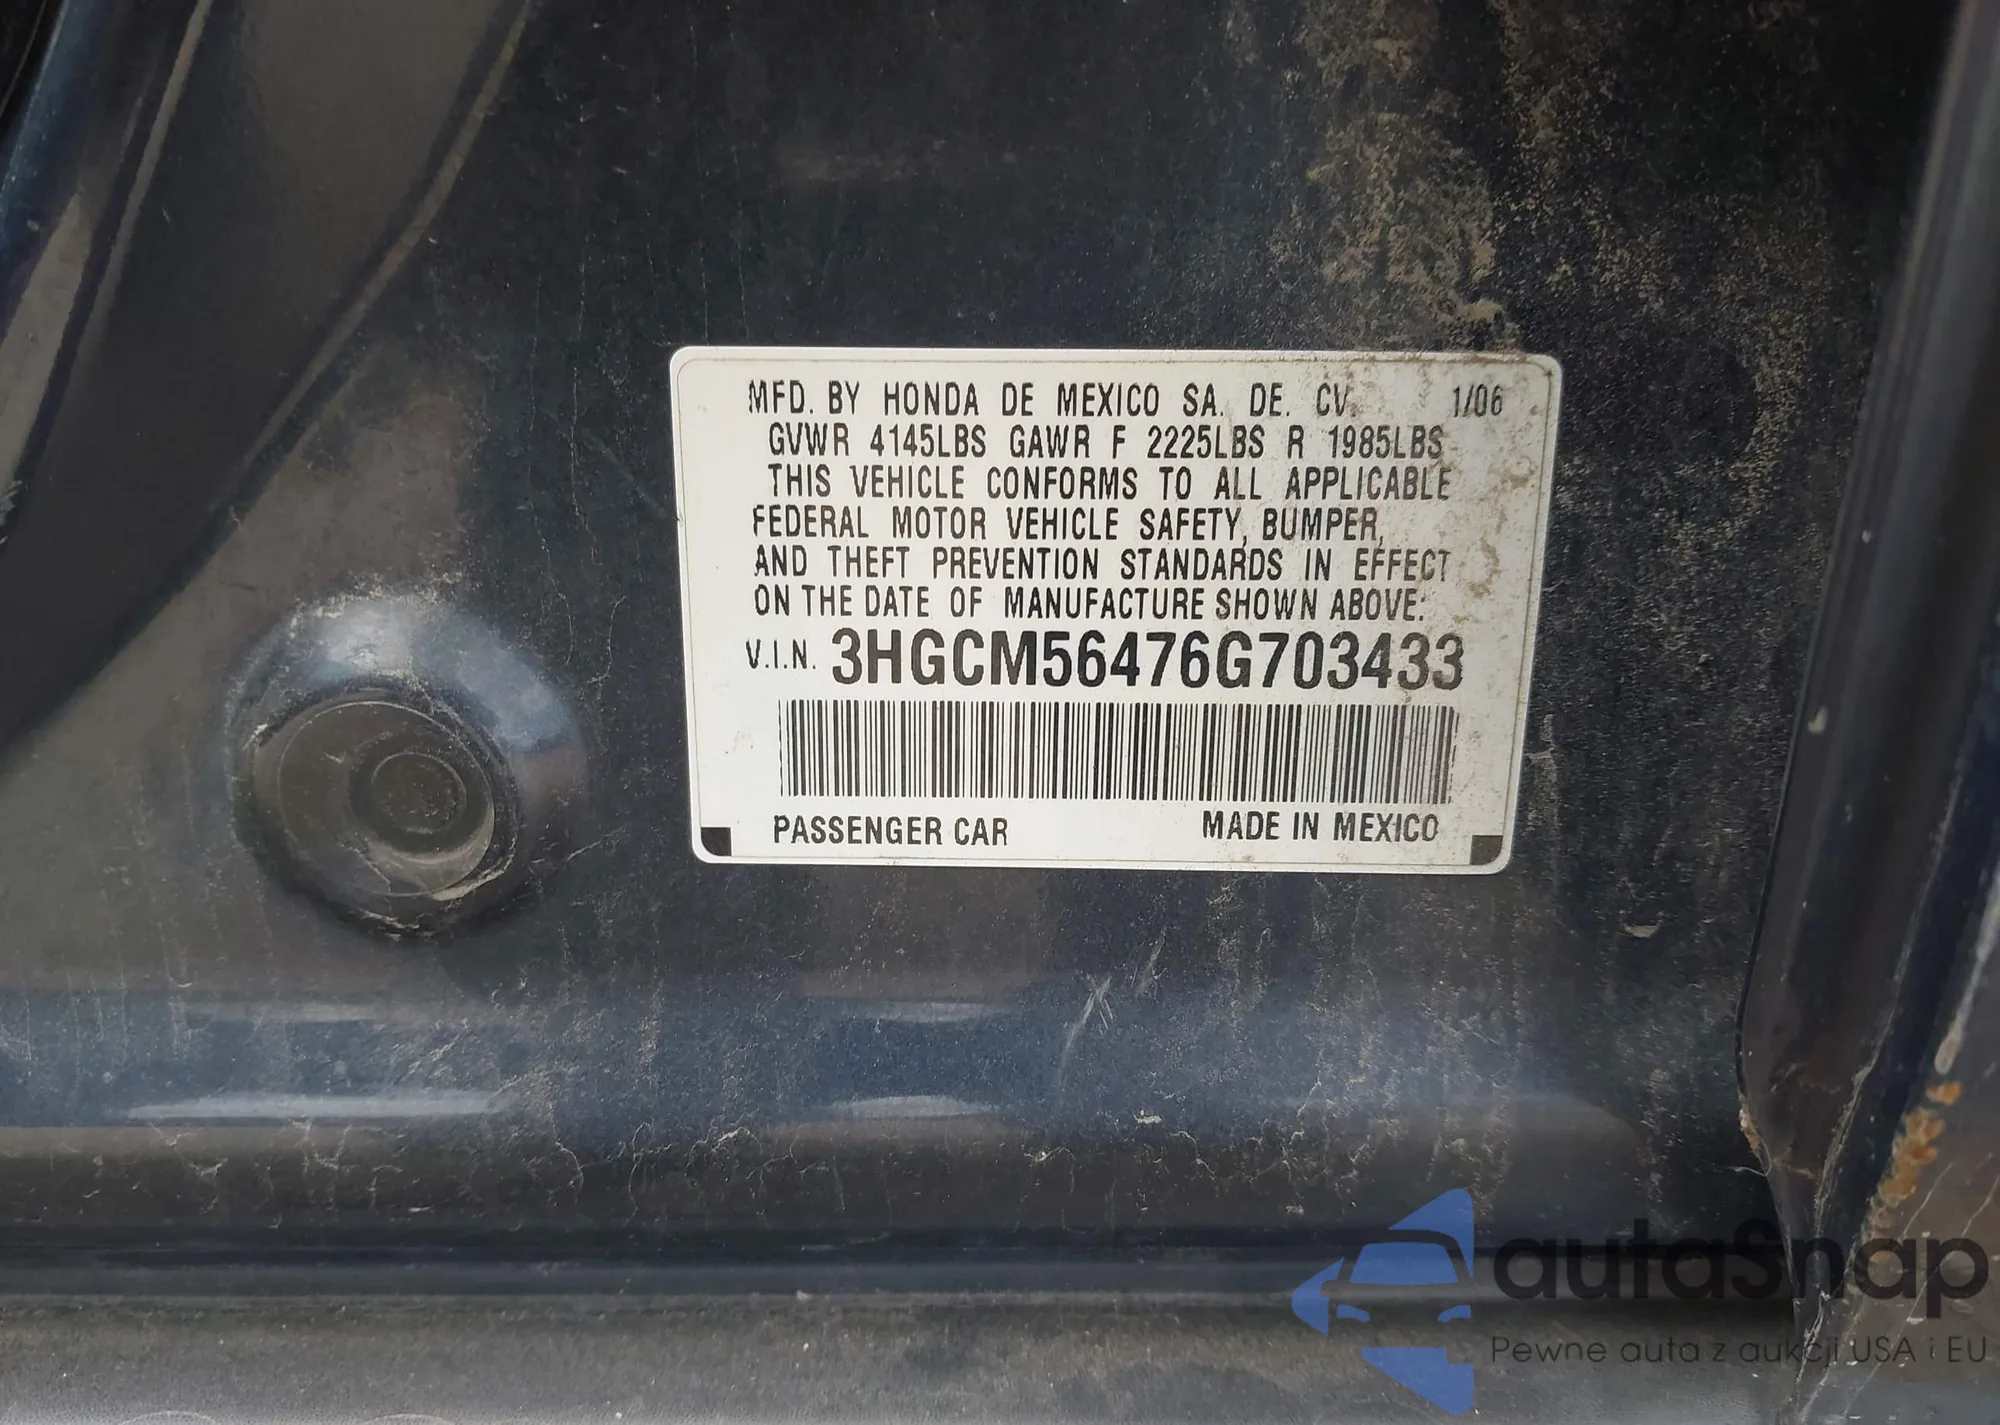 MFD. BY HONDA DE MEXICO SA. DE. CV. 1/06
GVWR 4145LBS GAWR F 2225LBS R 1985LBS
THIS VEHICLE CONFORMS TO ALL APPLICABLE
FEDERAL MOTOR VEHICLE SAFETY, BUMPER,
AND THEFT PREVENTION STANDARDS IN EFFECT
ON THE DATE OF MANUFACTURE SHOWN ABOVE:
V.I.N. 3HGCM56476G703433
PASSENGER CAR MADE IN MEXICO
autaSnap
Pewne auta z aukcji USA i EU